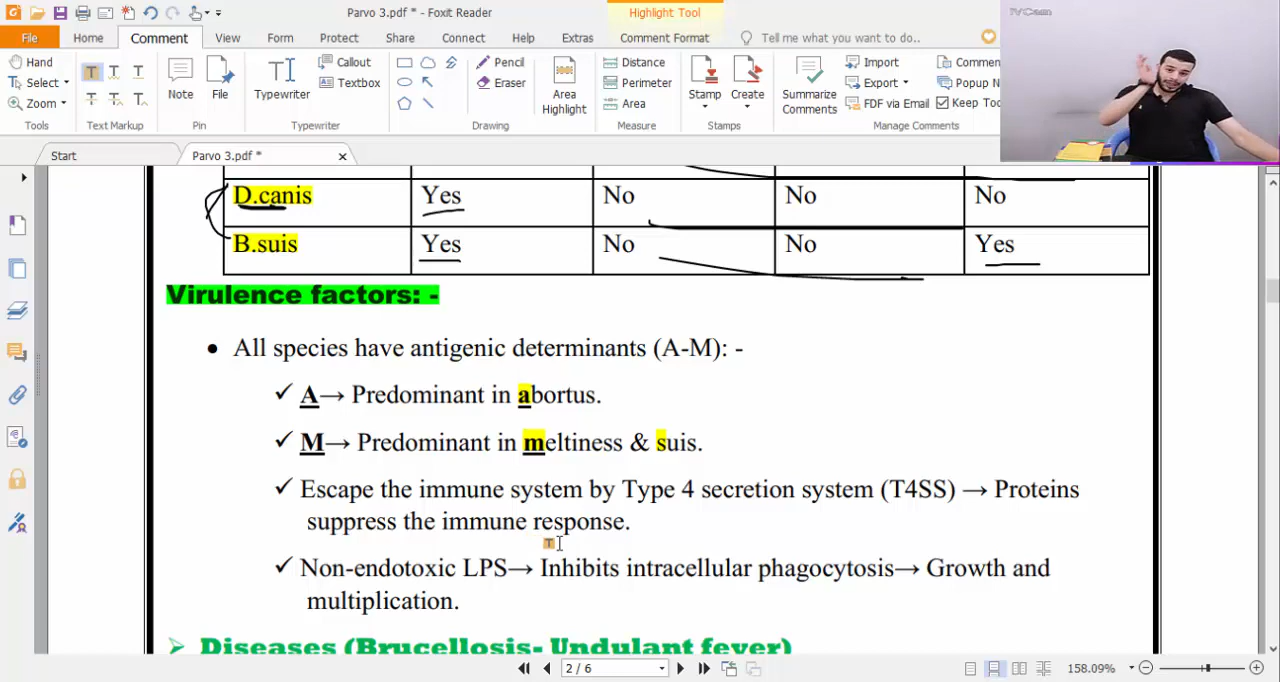 Parvo 3.pdf * - Foxit Reader
Highlight Tool
iVCam
File Home Comment View Form Protect Share Connect Help Extras Comment Format Tell me what you want to do..
Hand
Select
Zoom
Tools
Text Markup
Note
File
Pin
Typewriter
Callout
Textbox
Typewriter
Pencil
Eraser
Drawing
Area Highlight
Distance
Perimeter
Area
Measure
Stamp
Create
Stamps
Summarize Comments
Import
Export
FDF via Email
Commen
Popup N
Keep Too
Manage Comments
Start
Parvo 3.pdf *
D.canis Yes No No No
B.suis Yes No No Yes
Virulence factors: -
• All species have antigenic determinants (A-M): -
✓ A→ Predominant in abortus.
✓ M→ Predominant in meltiness & suis.
✓ Escape the immune system by Type 4 secretion system (T4SS) → Proteins
suppress the immune response.
✓ Non-endotoxic LPS→ Inhibits intracellular phagocytosis→ Growth and
multiplication.
➢ Diseases (Brucellosis- Undulant fever)
2 / 6
158.09%